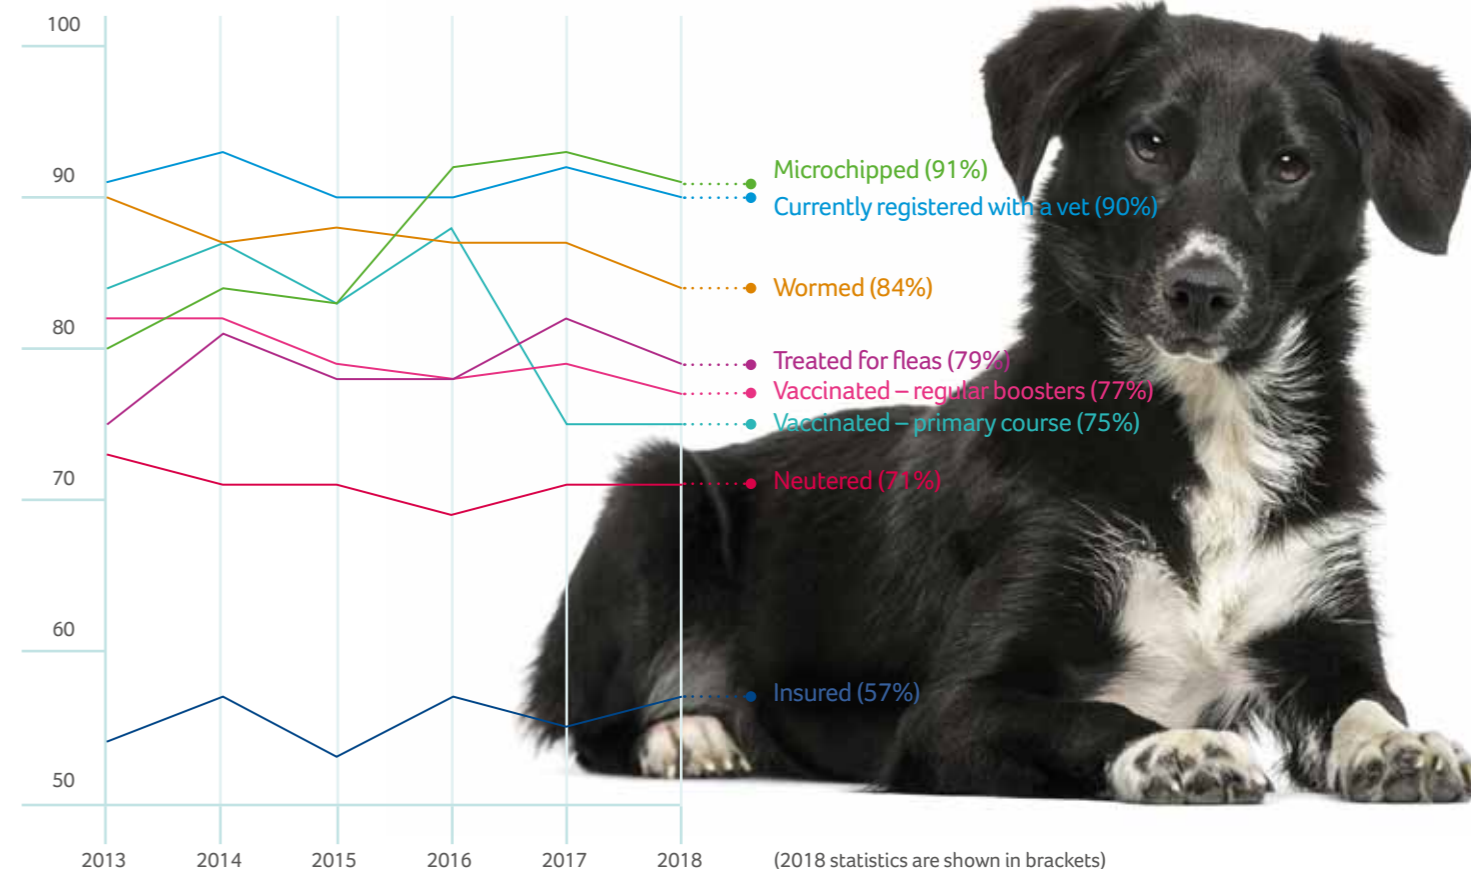 100
90
80
70
60
50
Microchipped (91%)
Currently registered with a vet (90%)
Wormed (84%)
Treated for fleas (79%)
Vaccinated – regular boosters (77%)
Vaccinated – primary course (75%)
Neutered (71%)
Insured (57%)
2013 2014 2015 2016 2017 2018 (2018 statistics are shown in brackets)